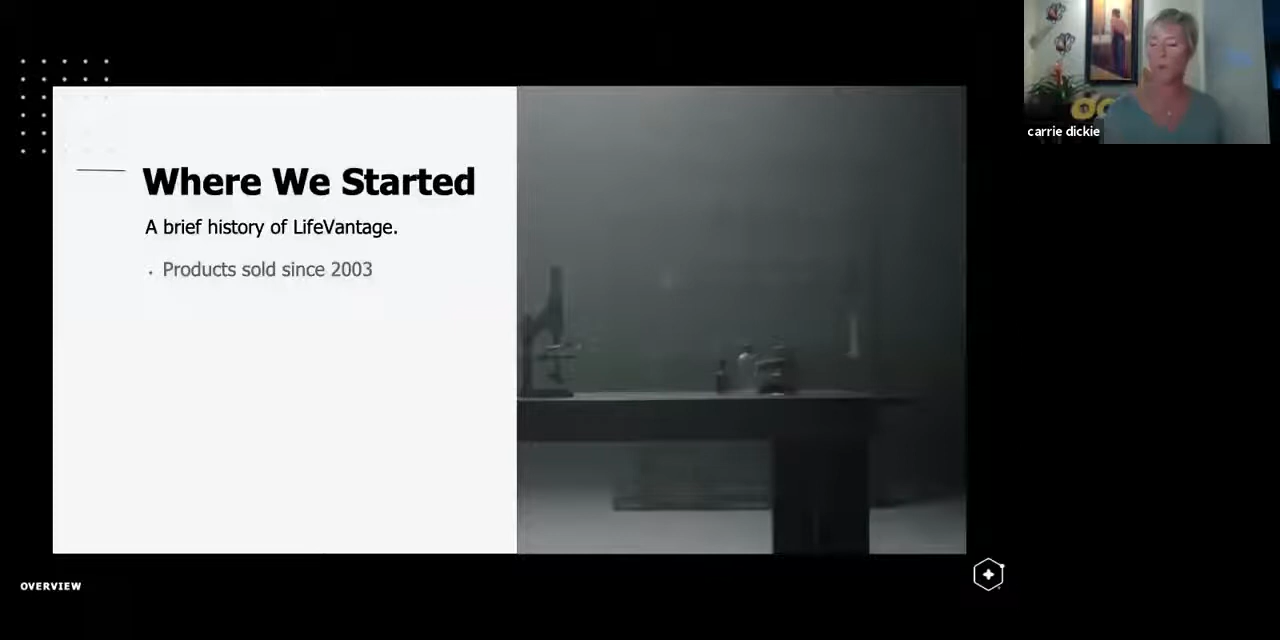 Where We Started
A brief history of LifeVantage.
· Products sold since 2003
OVERVIEW
carrie dickie